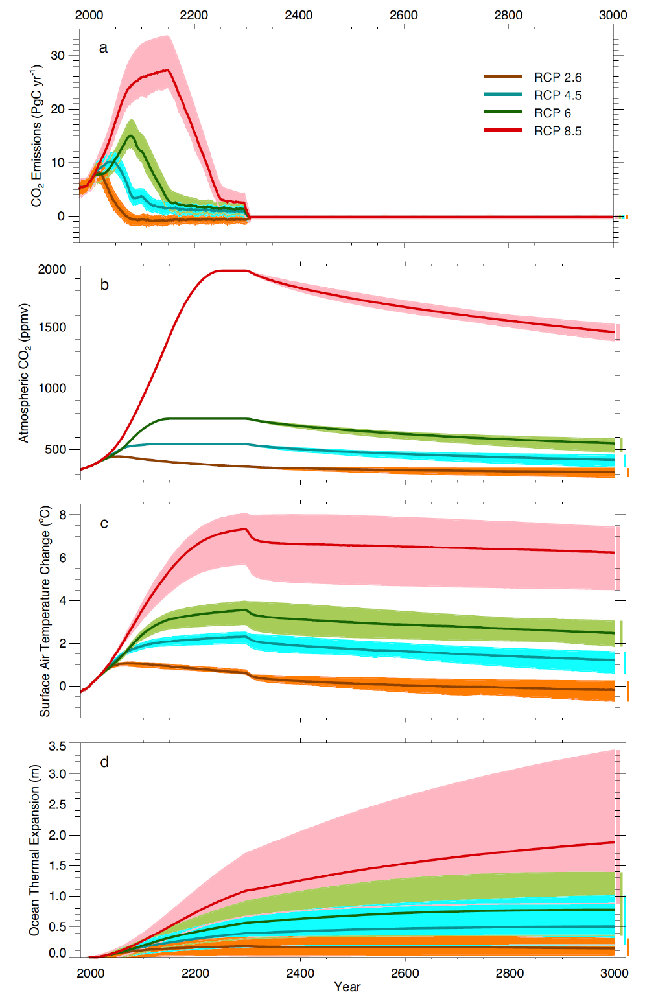 2000 2200 2400 2600 2800 3000
a
30
20
10
0
CO₂ Emissions (PgC yr⁻¹)
RCP 2.6
RCP 4.5
RCP 6
RCP 8.5
b
2000
1500
1000
500
Atmospheric CO₂ (ppmv)
c
8
6
4
2
0
Surface Air Temperature Change (°C)
d
3.5
3.0
2.5
2.0
1.5
1.0
0.5
0.0
Ocean Thermal Expansion (m)
2000 2200 2400 2600 2800 3000
Year